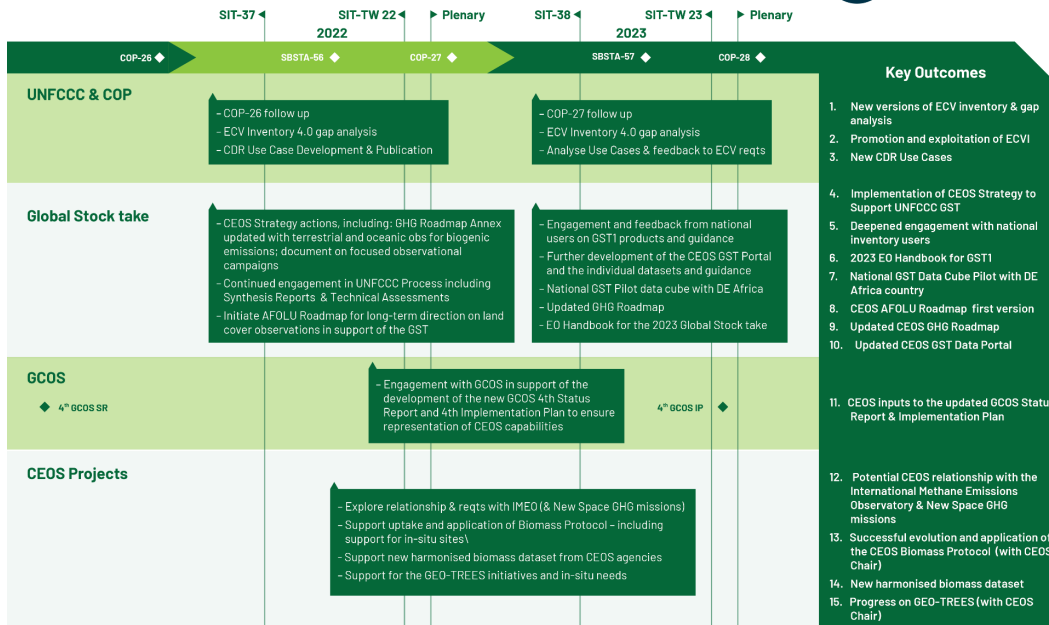 SIT-37
SIT-TW 22
Plenary
SIT-38
SIT-TW 23
Plenary
2022
2023
COP-26
SBSTA-56
COP-27
SBSTA-57
COP-28
UNFCCC & COP
– COP-26 follow up
– ECV Inventory 4.0 gap analysis
– CDR Use Case Development & Publication
– COP-27 follow up
– ECV Inventory 4.0 gap analysis
– Analyse Use Cases & feedback to ECV reqts
Global Stock take
– CEOS Strategy actions, including: GHG Roadmap Annex
updated with terrestrial and oceanic obs for biogenic
emissions; document on focused observational
campaigns
– Continued engagement in UNFCCC Process including
Synthesis Reports & Technical Assessments
– Initiate AFOLU Roadmap for long-term direction on land
cover observations in support of the GST
– Engagement and feedback from national
users on GST1 products and guidance
– Further development of the CEOS GST Portal
and the individual datasets and guidance
– National GST Pilot data cube with DE Africa
– Updated GHG Roadmap
– EO Handbook for the 2023 Global Stock take
GCOS
4th GCOS SR
– Engagement with GCOS in support of the
development of the new GCOS 4th Status
Report and 4th Implementation Plan to ensure
representation of CEOS capabilities
4th GCOS IP
CEOS Projects
– Explore relationship & reqts with IMEO (& New Space GHG missions)
– Support uptake and application of Biomass Protocol – including
support for in-situ sites\
– Support new harmonised biomass dataset from CEOS agencies
– Support for the GEO-TREES initiatives and in-situ needs
Key Outcomes
1. New versions of ECV inventory & gap
analysis
2. Promotion and exploitation of ECVI
3. New CDR Use Cases
4. Implementation of CEOS Strategy to
Support UNFCCC GST
5. Deepened engagement with national
inventory users
6. 2023 EO Handbook for GST1
7. National GST Data Cube Pilot with DE
Africa country
8. CEOS AFOLU Roadmap first version
9. Updated CEOS GHG Roadmap
10. Updated CEOS GST Data Portal
11. CEOS inputs to the updated GCOS Statu
Report & Implementation Plan
12. Potential CEOS relationship with the
International Methane Emissions
Observatory & New Space GHG
missions
13. Successful evolution and application of
the CEOS Biomass Protocol (with CEOS
Chair)
14. New harmonised biomass dataset
15. Progress on GEO-TREES (with CEOS
Chair)